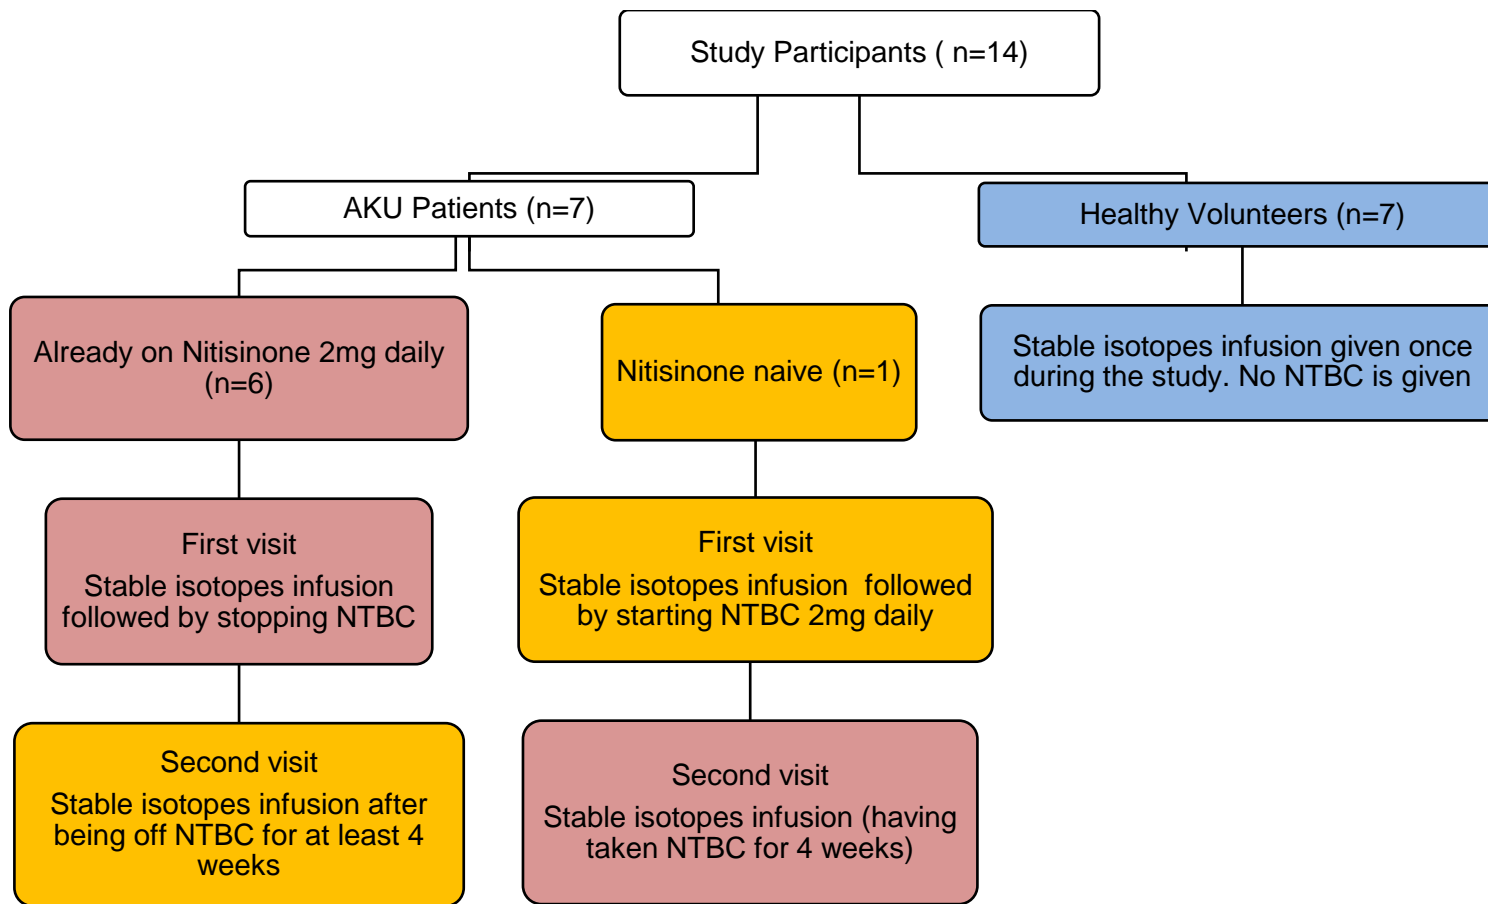 Study Participants ( n=14)
AKU Patients (n=7)
Healthy Volunteers (n=7)
Already on Nitisinone 2mg daily
(n=6)
Nitisinone naive (n=1)
Stable isotopes infusion given once
during the study. No NTBC is given
First visit
Stable isotopes infusion
followed by stopping NTBC
First visit
Stable isotopes infusion  followed
by starting NTBC 2mg daily
Second visit
Stable isotopes infusion after
being off NTBC for at least 4
weeks
Second visit
Stable isotopes infusion (having
taken NTBC for 4 weeks)